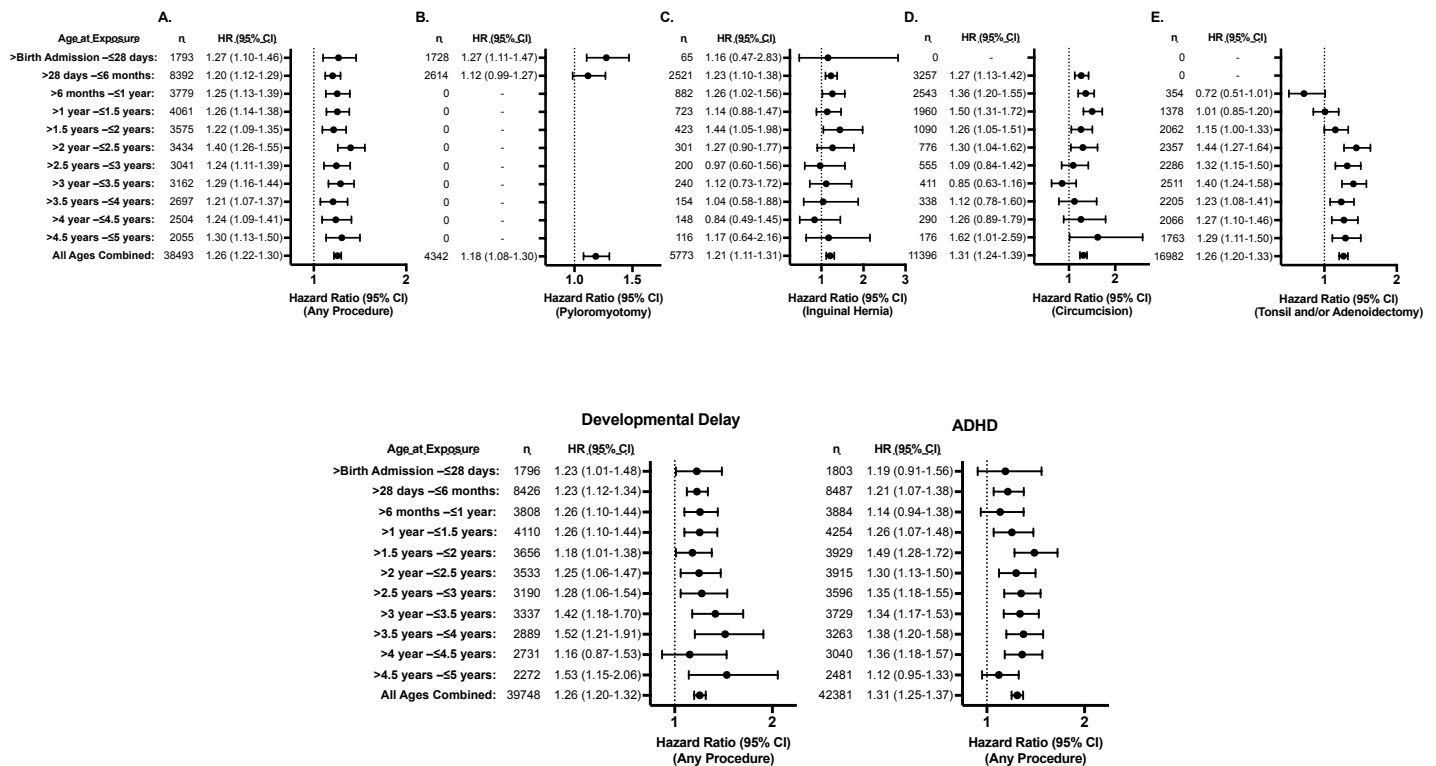 A. B. C. D. E.
Age at Exposure n HR (95% CI) n HR (95% CI) n HR (95% CI) n HR (95% CI) n HR (95% CI)
>Birth Admission –≤28 days: 1793 1.27 (1.10-1.46) 1728 1.27 (1.11-1.47) 65 1.16 (0.47-2.83) 0 - 0 -
>28 days –≤6 months: 8392 1.20 (1.12-1.29) 2614 1.12 (0.99-1.27) 2521 1.23 (1.10-1.38) 3257 1.27 (1.13-1.42) 0 -
>6 months –≤1 year: 3779 1.25 (1.13-1.39) 0 - 882 1.26 (1.02-1.56) 2543 1.36 (1.20-1.55) 354 0.72 (0.51-1.01)
>1 year –≤1.5 years: 4061 1.26 (1.14-1.38) 0 - 723 1.14 (0.88-1.47) 1960 1.50 (1.31-1.72) 1378 1.01 (0.85-1.20)
>1.5 years –≤2 years: 3575 1.22 (1.09-1.35) 0 - 423 1.44 (1.05-1.98) 1090 1.26 (1.05-1.51) 2062 1.15 (1.00-1.33)
>2 year –≤2.5 years: 3434 1.40 (1.26-1.55) 0 - 301 1.27 (0.90-1.77) 776 1.30 (1.04-1.62) 2357 1.44 (1.27-1.64)
>2.5 years –≤3 years: 3041 1.24 (1.11-1.39) 0 - 200 0.97 (0.60-1.56) 555 1.09 (0.84-1.42) 2286 1.32 (1.15-1.50)
>3 year –≤3.5 years: 3162 1.29 (1.16-1.44) 0 - 240 1.12 (0.73-1.72) 411 0.85 (0.63-1.16) 2511 1.40 (1.24-1.58)
>3.5 years –≤4 years: 2697 1.21 (1.07-1.37) 0 - 154 1.04 (0.58-1.88) 338 1.12 (0.78-1.60) 2205 1.23 (1.08-1.41)
>4 year –≤4.5 years: 2504 1.24 (1.09-1.41) 0 - 148 0.84 (0.49-1.45) 290 1.26 (0.89-1.79) 2066 1.27 (1.10-1.46)
>4.5 years –≤5 years: 2055 1.30 (1.13-1.50) 0 - 116 1.17 (0.64-2.16) 176 1.62 (1.01-2.59) 1763 1.29 (1.11-1.50)
All Ages Combined: 38493 1.26 (1.22-1.30) 4342 1.18 (1.08-1.30) 5773 1.21 (1.11-1.31) 11396 1.31 (1.24-1.39) 16982 1.26 (1.20-1.33)
1 2 1.0 1.5 0 1 2 3 1 2 1 2
Hazard Ratio (95% CI) Hazard Ratio (95% CI) Hazard Ratio (95% CI) Hazard Ratio (95% CI) Hazard Ratio (95% CI)
(Any Procedure) (Pyloromyotomy) (Inguinal Hernia) (Circumcision) (Tonsil and/or Adenoidectomy)
Developmental Delay ADHD
Age at Exposure n HR (95% CI) n HR (95% CI)
>Birth Admission –≤28 days: 1796 1.23 (1.01-1.48) 1803 1.19 (0.91-1.56)
>28 days –≤6 months: 8426 1.23 (1.12-1.34) 8487 1.21 (1.07-1.38)
>6 months –≤1 year: 3808 1.26 (1.10-1.44) 3884 1.14 (0.94-1.38)
>1 year –≤1.5 years: 4110 1.26 (1.10-1.44) 4254 1.26 (1.07-1.48)
>1.5 years –≤2 years: 3656 1.18 (1.01-1.38) 3929 1.49 (1.28-1.72)
>2 year –≤2.5 years: 3533 1.25 (1.06-1.47) 3915 1.30 (1.13-1.50)
>2.5 years –≤3 years: 3190 1.28 (1.06-1.54) 3596 1.35 (1.18-1.55)
>3 year –≤3.5 years: 3337 1.42 (1.18-1.70) 3729 1.34 (1.17-1.53)
>3.5 years –≤4 years: 2889 1.52 (1.21-1.91) 3263 1.38 (1.20-1.58)
>4 year –≤4.5 years: 2731 1.16 (0.87-1.53) 3040 1.36 (1.18-1.57)
>4.5 years –≤5 years: 2272 1.53 (1.15-2.06) 2481 1.12 (0.95-1.33)
All Ages Combined: 39748 1.26 (1.20-1.32) 42381 1.31 (1.25-1.37)
1 2 1 2
Hazard Ratio (95% CI) Hazard Ratio (95% CI)
(Any Procedure) (Any Procedure)